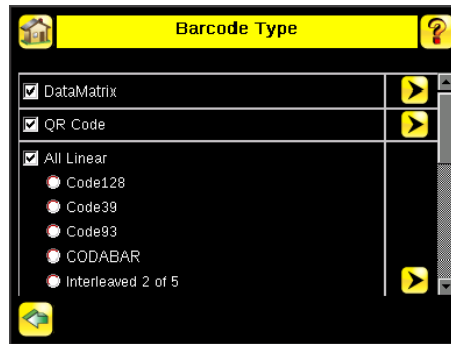 Barcode Type
DataMatrix
QR Code
All Linear
Code128
Code39
Code93
CODABAR
Interleaved 2 of 5